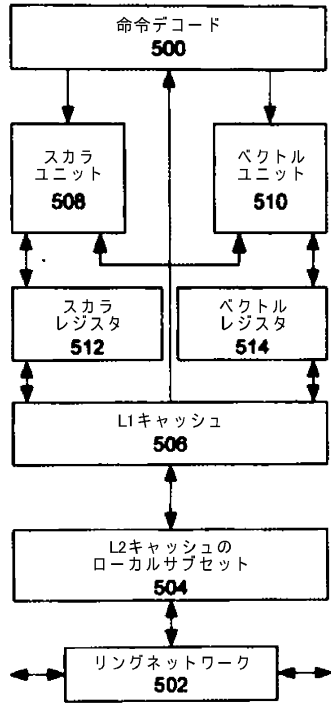 命令デコード
500
スカラ
ユニット
508
ベクトル
ユニット
510
スカラ
レジスタ
512
ベクトル
レジスタ
514
L1キャッシュ
506
L2キャッシュの
ローカルサブセット
504
リングネットワーク
502